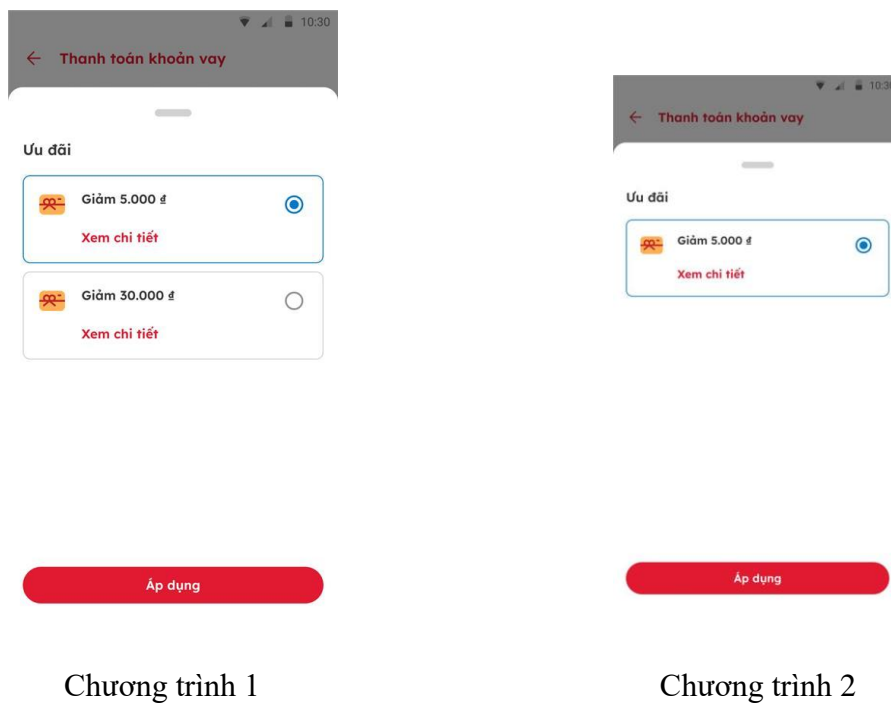 10:30
Thanh toán khoản vay
Ưu đãi
Giảm 5.000 ₫
Xem chi tiết
Giảm 30.000 ₫
Xem chi tiết
Áp dụng
Chương trình 1
10:30
Thanh toán khoản vay
Ưu đãi
Giảm 5.000 ₫
Xem chi tiết
Áp dụng
Chương trình 2